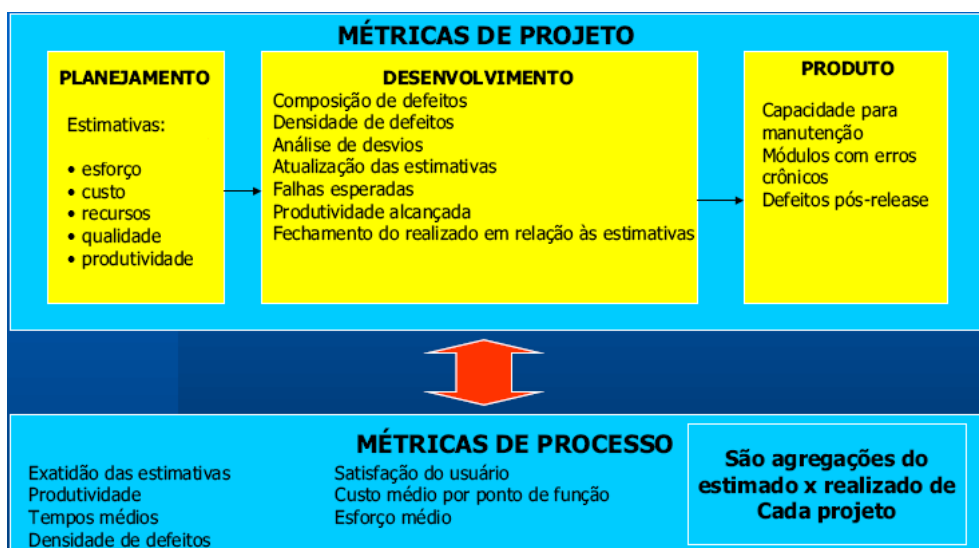 MÉTRICAS DE PROJETO
PLANEJAMENTO
Estimativas:
• esforço
• custo
• recursos
• qualidade
• produtividade
DESENVOLVIMENTO
Composição de defeitos
Densidade de defeitos
Análise de desvios
Atualização das estimativas
Falhas esperadas
Produtividade alcançada
Fechamento do realizado em relação às estimativas
PRODUTO
Capacidade para
manutenção
Módulos com erros
crônicos
Defeitos pós-release
MÉTRICAS DE PROCESSO
Exatidão das estimativas
Produtividade
Tempos médios
Densidade de defeitos
Satisfação do usuário
Custo médio por ponto de função
Esforço médio
São agregações do
estimado x realizado de
Cada projeto